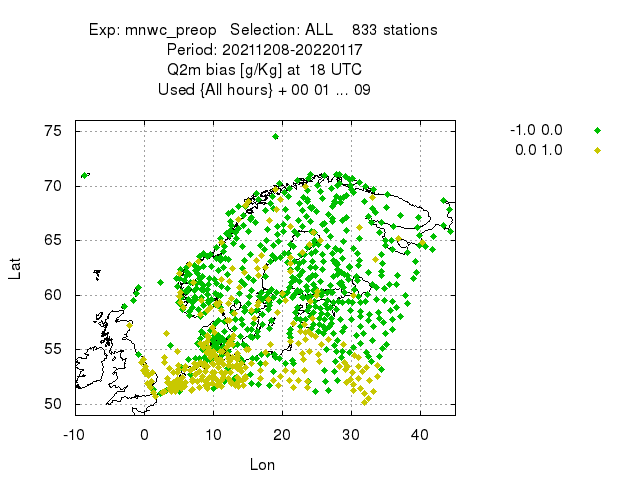 Exp: mnwc_preop   Selection: ALL    833 stations
Period: 20211208-20220117
Q2m bias [g/Kg] at  18 UTC
Used {All hours} + 00 01 ... 09
-1.0 0.0
0.0 1.0
75
70
65
60
55
50
Lat
-10 0 10 20 30 40
Lon